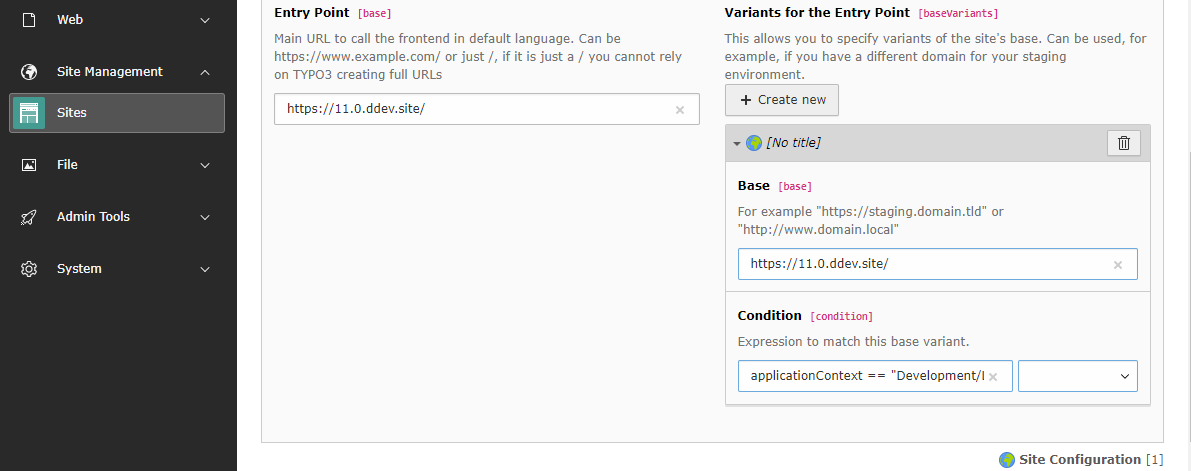 Web
Site Management
Sites
File
Admin Tools
System
Entry Point [base]
Main URL to call the frontend in default language. Can be
https://www.example.com/ or just /, if it is just a / you cannot rely
on TYPO3 creating full URLs
https://11.0.ddev.site/
Variants for the Entry Point [baseVariants]
This allows you to specify variants of the site's base. Can be used, for
example, if you have a different domain for your staging
environment.
+ Create new
[No title]
Base [base]
For example "https://staging.domain.tld" or
"http://www.domain.local"
https://11.0.ddev.site/
Condition [condition]
Expression to match this base variant.
applicationContext == "Development/
Site Configuration [1]